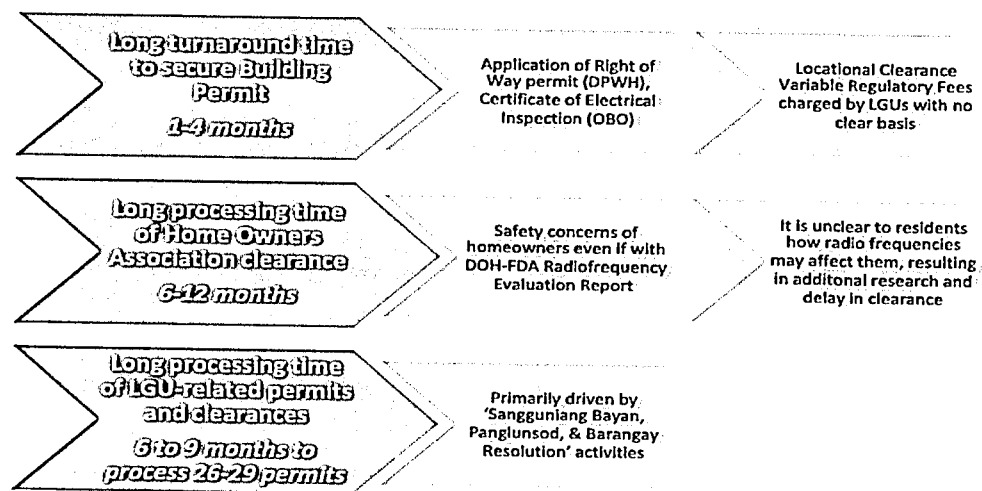 Long turnaround time
to secure Building
Permit
1-4 months
Application of Right of
Way permit (DPWH),
Certificate of Electrical
Inspection (OBO)
Locational Clearance
Variable Regulatory Fees
charged by LGUs with no
clear basis
Long processing time
of Home Owners
Association clearance
6-12 months
Safety concerns of
homeowners even if with
DOH-FDA Radiofrequency
Evaluation Report
It is unclear to residents
how radio frequencies
may affect them, resulting
in additonal research and
delay in clearance
Long processing time
of LGU-related permits
and clearances
6 to 9 months to
process 26-29 permits
Primarily driven by
‘Sangguniang Bayan,
Panglunsod, & Barangay
Resolution’ activities